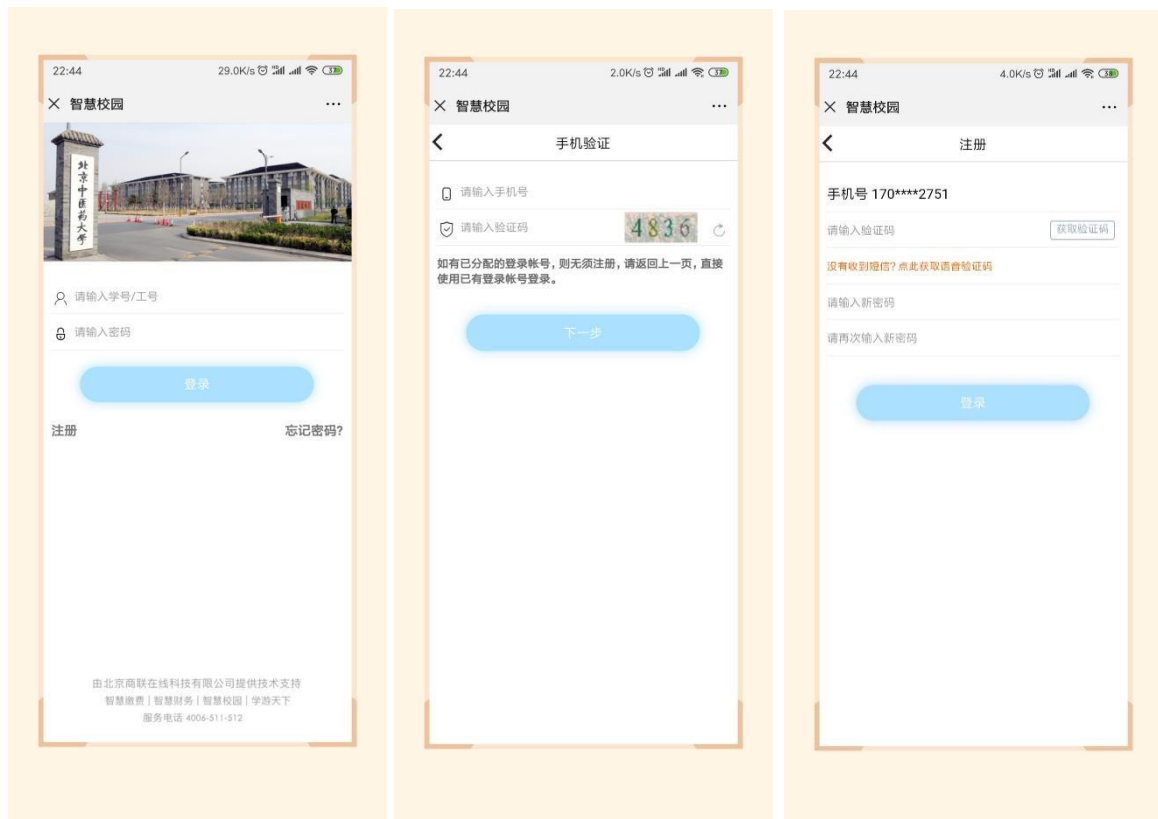 22:44
29.0K/s
智慧校园
北京中医药大学
请输入学号/工号
请输入密码
登录
注册
忘记密码?
由北京商联在线科技有限公司提供技术支持
智慧缴费 | 智慧财务 | 智慧校园 | 学游天下
服务电话 4006-511-512
22:44
2.0K/s
智慧校园
手机验证
请输入手机号
请输入验证码
4836
如有已分配的登录帐号,则无须注册,请返回上一页,直接
使用已有登录帐号登录。
下一步
22:44
4.0K/s
智慧校园
注册
手机号 170****2751
请输入验证码
获取验证码
没有收到短信?点此获取语音验证码
请输入新密码
请再次输入新密码
登录